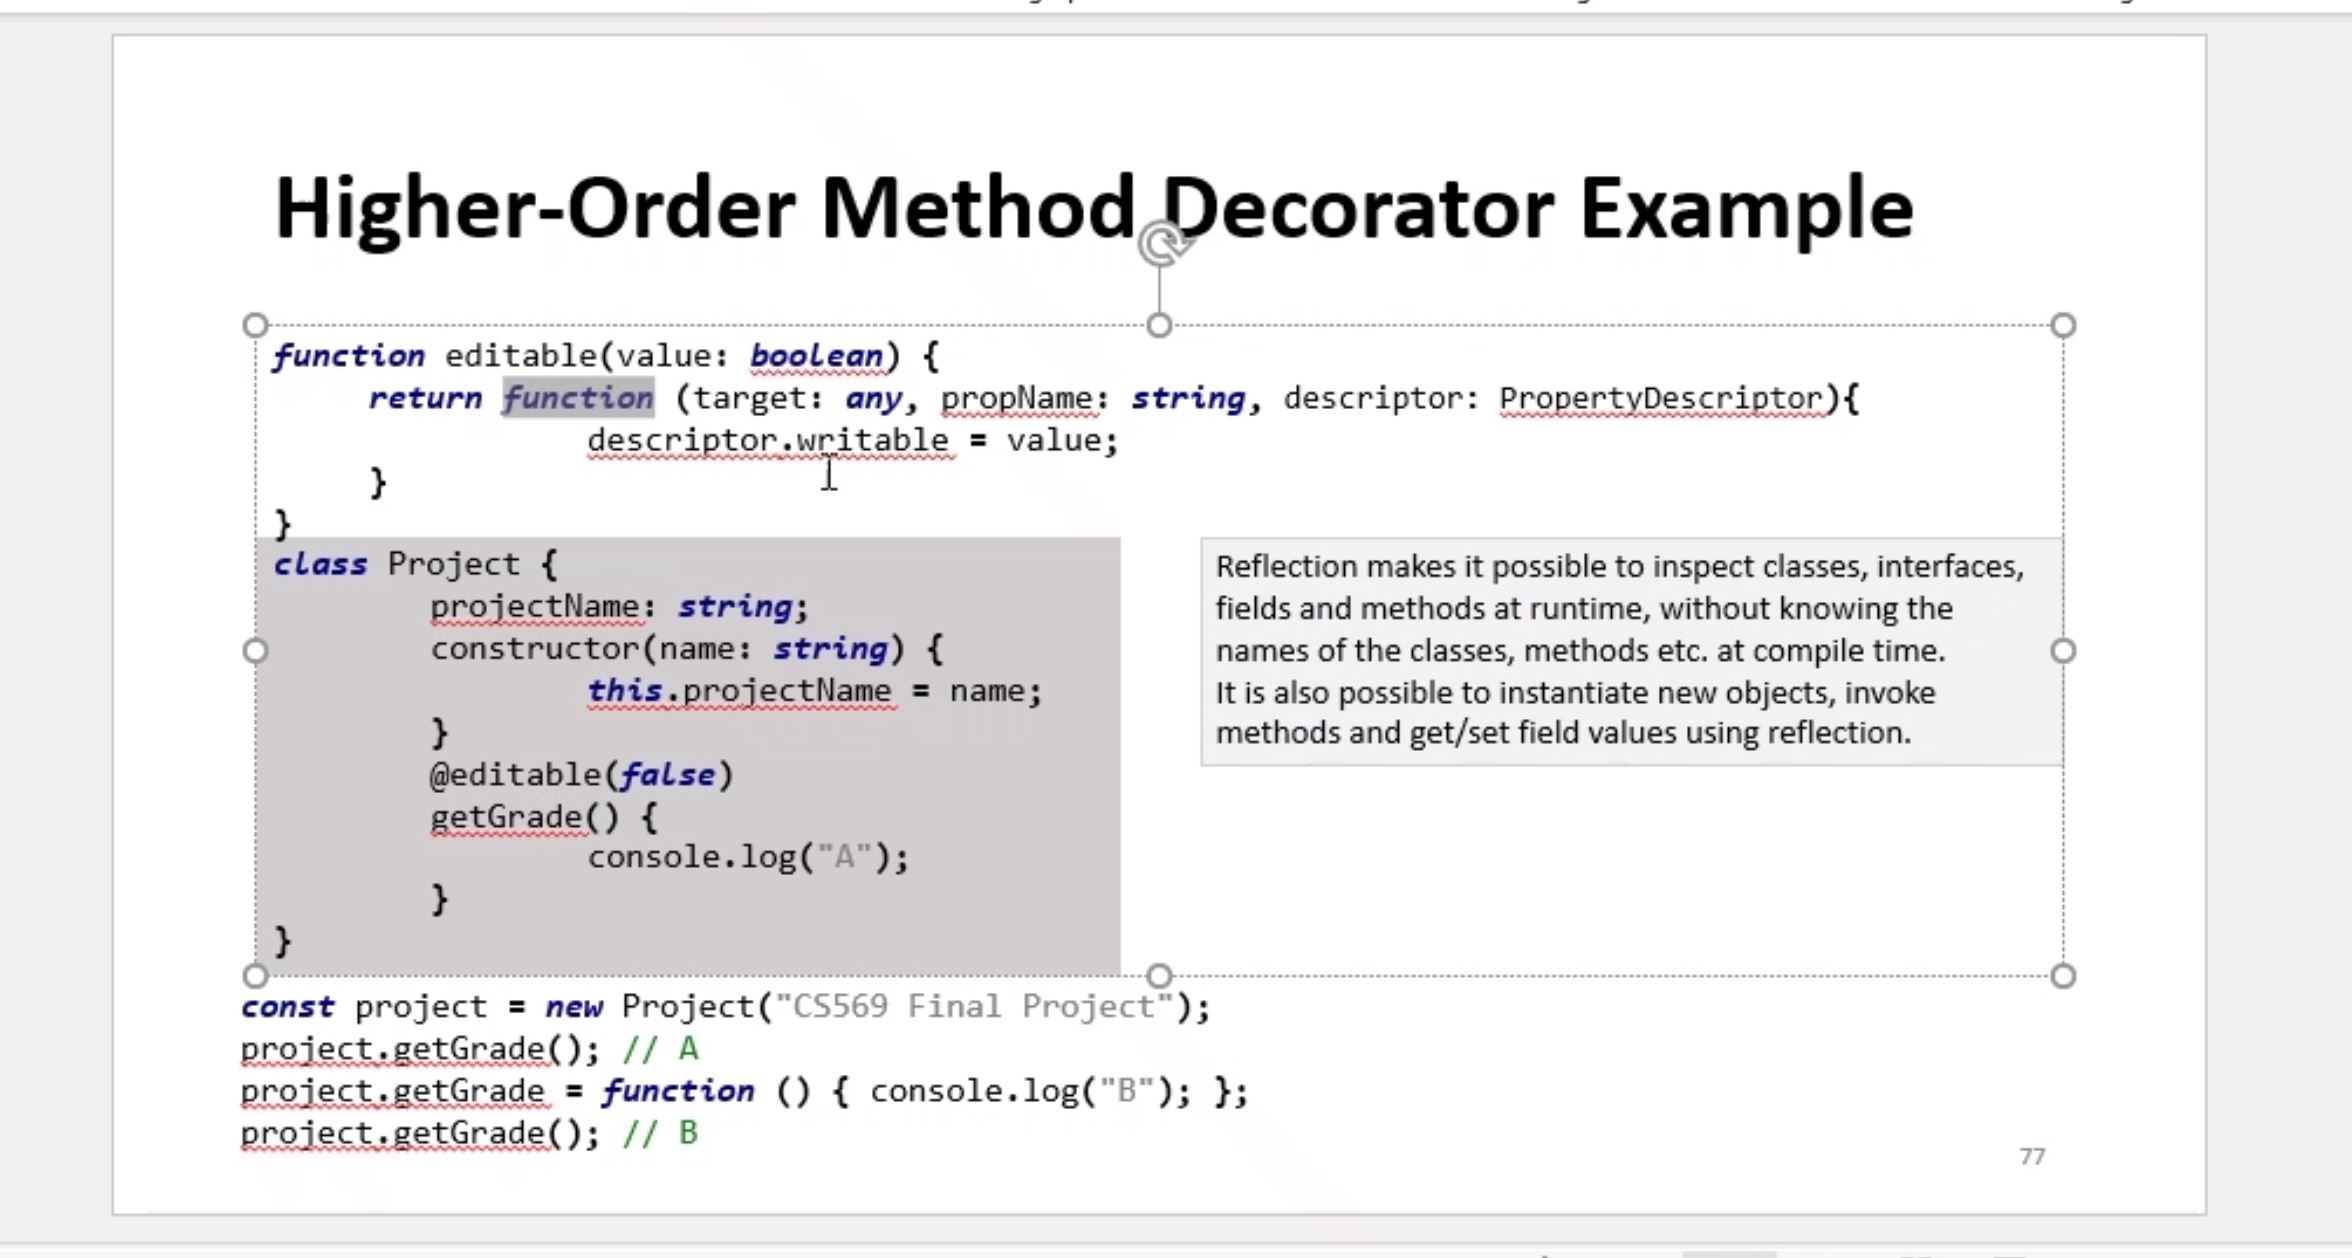 Higher-Order Method Decorator Example
function editable(value: boolean) {
return function (target: any, propName: string, descriptor: PropertyDescriptor){
descriptor.writable = value;
}
}
class Project {
projectName: string;
constructor(name: string) {
this.projectName = name;
}
@editable(false)
getGrade() {
console.log("A");
}
}
Reflection makes it possible to inspect classes, interfaces,
fields and methods at runtime, without knowing the
names of the classes, methods etc. at compile time.
It is also possible to instantiate new objects, invoke
methods and get/set field values using reflection.
const project = new Project("CS569 Final Project");
project.getGrade(); // A
project.getGrade = function () { console.log("B"); };
project.getGrade(); // B
77